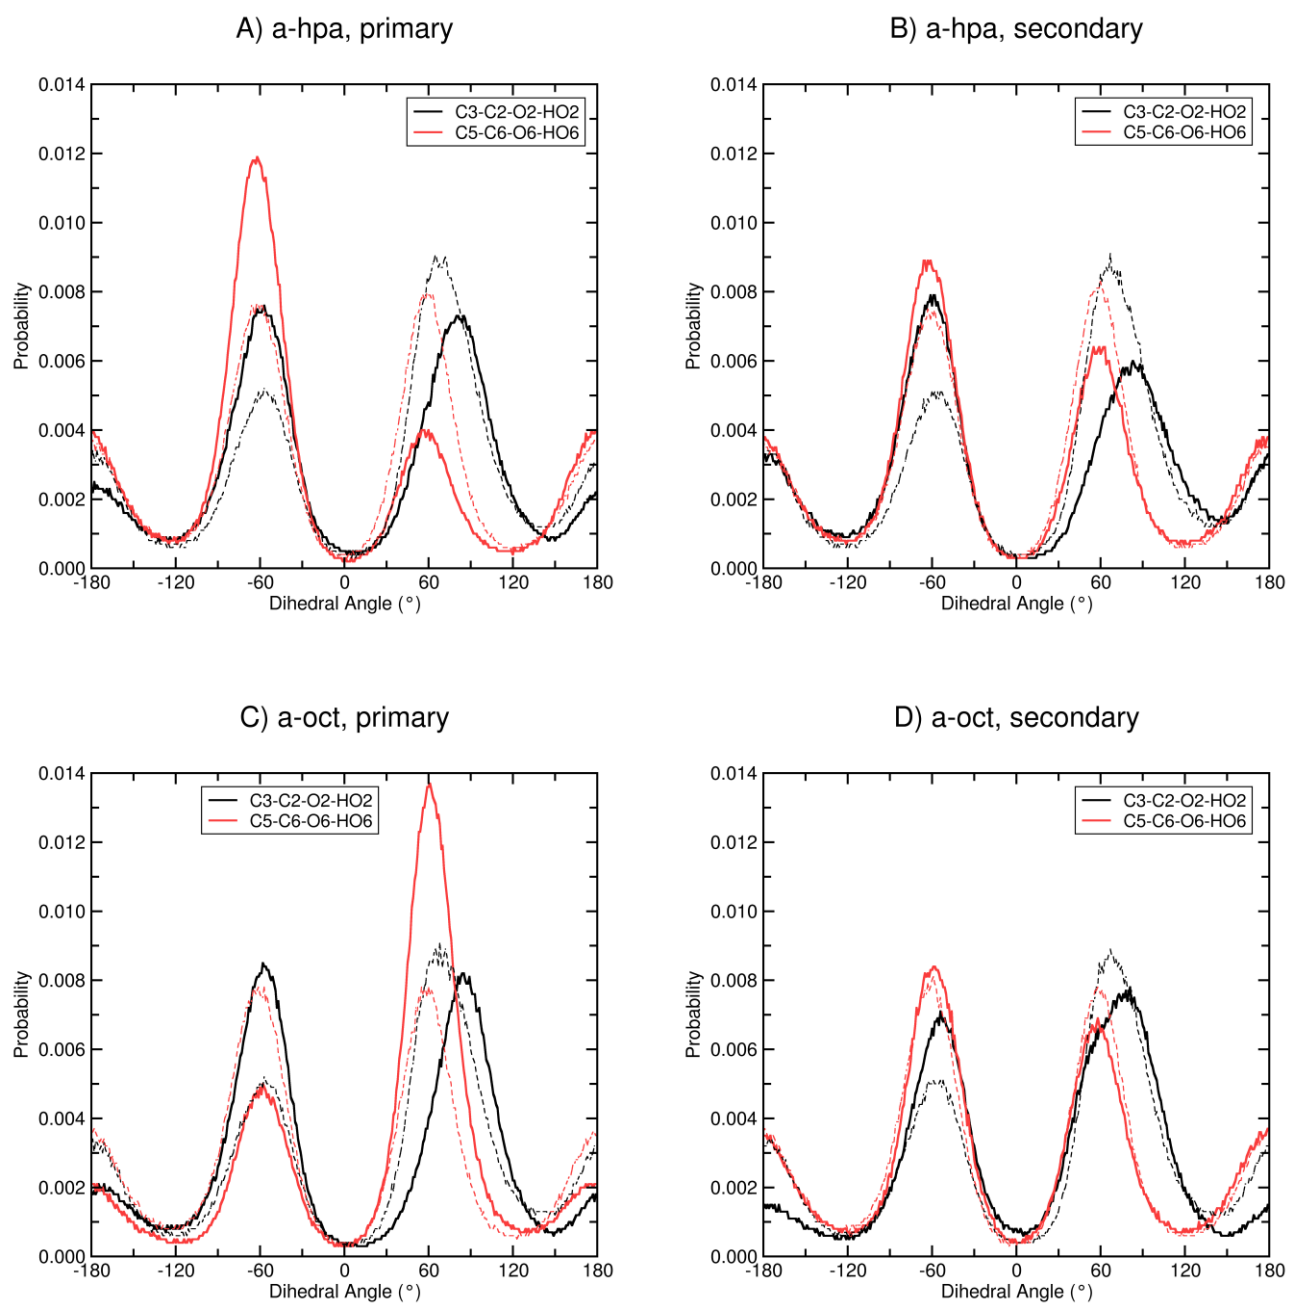 A) a-hpa, primary
0.014
0.012
0.010
0.008
0.006
0.004
0.002
0.000
Probability
C3-C2-O2-HO2
C5-C6-O6-HO6
-180 -120 -60 0 60 120 180
Dihedral Angle (°)
B) a-hpa, secondary
0.014
0.012
0.010
0.008
0.006
0.004
0.002
0.000
Probability
C3-C2-O2-HO2
C5-C6-O6-HO6
-180 -120 -60 0 60 120 180
Dihedral Angle (°)
C) a-oct, primary
0.014
0.012
0.010
0.008
0.006
0.004
0.002
0.000
Probability
C3-C2-O2-HO2
C5-C6-O6-HO6
-180 -120 -60 0 60 120 180
Dihedral Angle (°)
D) a-oct, secondary
0.014
0.012
0.010
0.008
0.006
0.004
0.002
0.000
Probability
C3-C2-O2-HO2
C5-C6-O6-HO6
-180 -120 -60 0 60 120 180
Dihedral Angle (°)